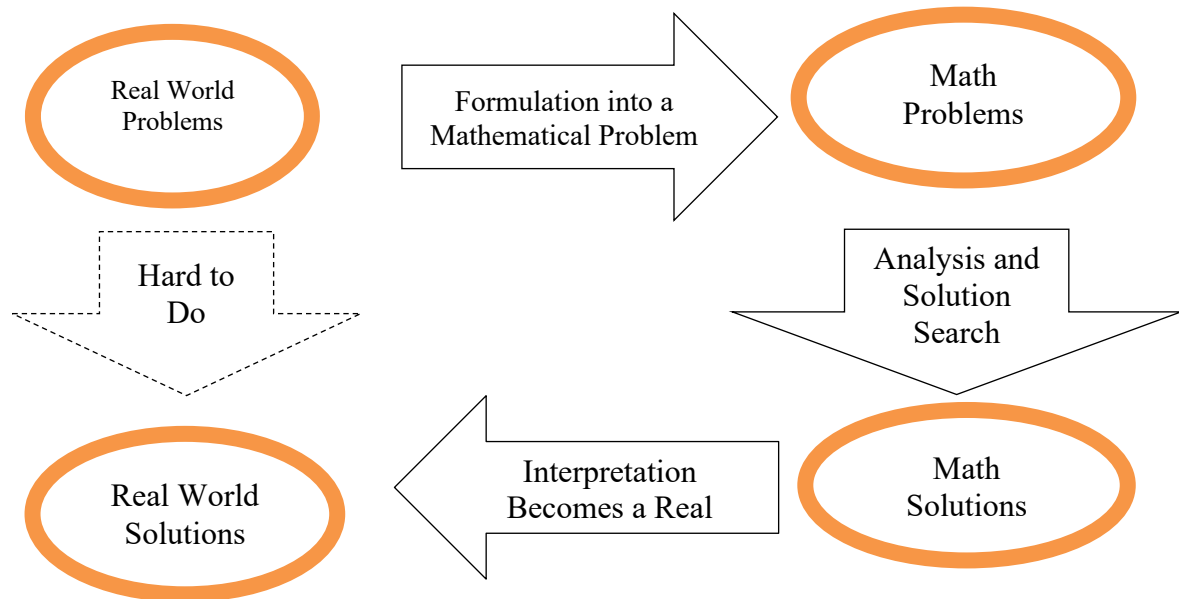 Real World
Problems
Formulation into a
Mathematical Problem
Math
Problems
Hard to
Do
Analysis and
Solution
Search
Real World
Solutions
Interpretation
Becomes a Real
Math
Solutions